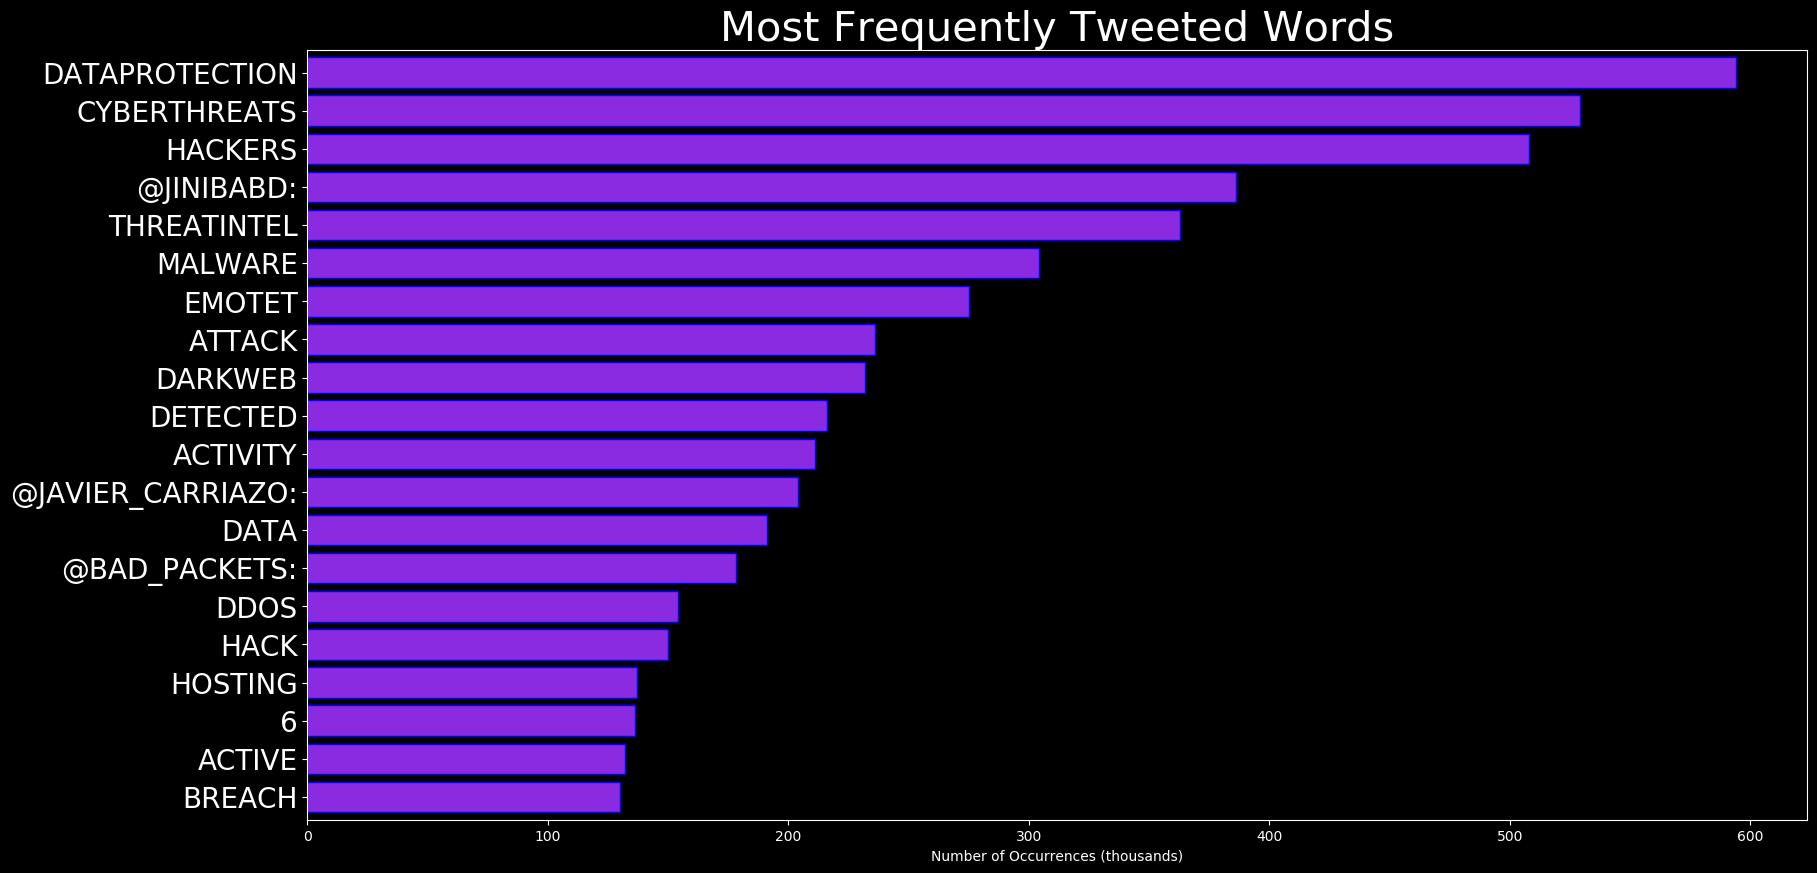 Most Frequently Tweeted Words
DATAPROTECTION
CYBERTHREATS
HACKERS
@JINIBABD:
THREATINTEL
MALWARE
EMOTET
ATTACK
DARKWEB
DETECTED
ACTIVITY
@JAVIER_CARRIAZO:
DATA
@BAD_PACKETS:
DDOS
HACK
HOSTING
6
ACTIVE
BREACH
0 100 200 300 400 500 600
Number of Occurrences (thousands)